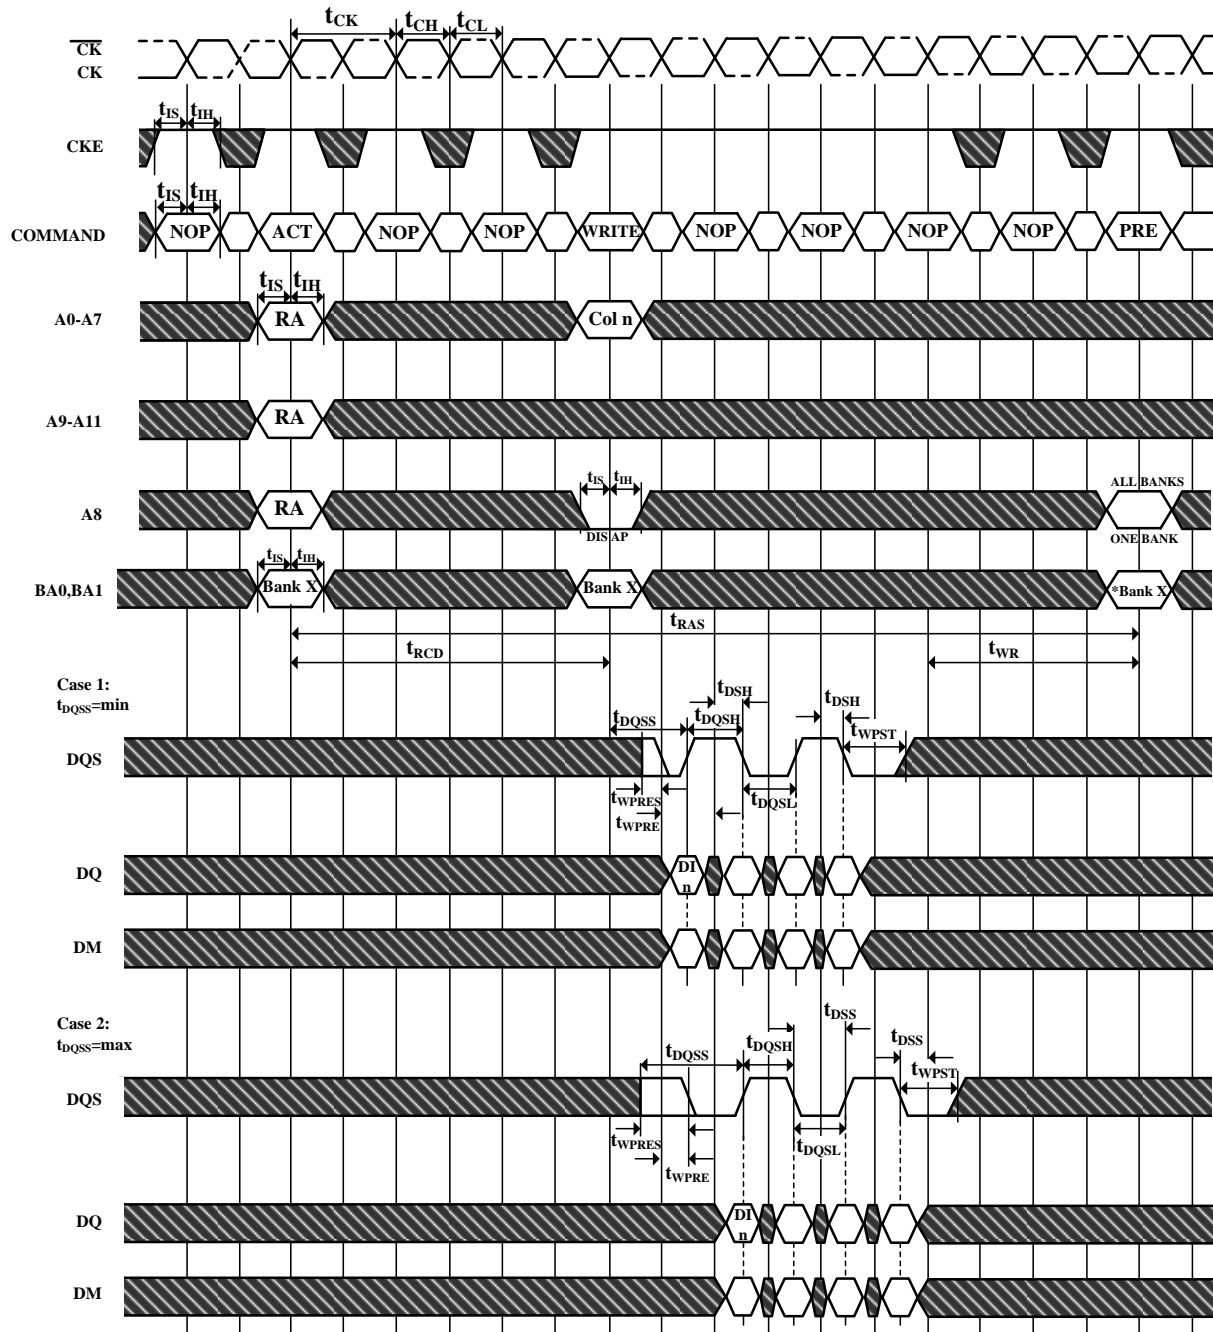 tCK tCH tCL
CK
CK
tIS tIH
CKE
tIS tIH
COMMAND NOP ACT NOP NOP WRITE NOP NOP NOP NOP PRE
tIS tIH
A0-A7 RA Col n
A9-A11 RA
tIS tIH ALL BANKS
A8 RA
DIS AP ONE BANK
tIS tIH
BA0,BA1 Bank X Bank X *Bank X
tRAS
tRCD tWR
Case 1:
tDQSS=min
tDSH tDSH
tDQSS tDQSH tWPST
DQS
tWPRES tDQSL
tWPRE
DQ DI
n
DM
Case 2:
tDQSS=max
tDSS tDSS
tDQSS tDQSH tWPST
DQS
tWPRES tDQSL
tWPRE
DQ DI
n
DM